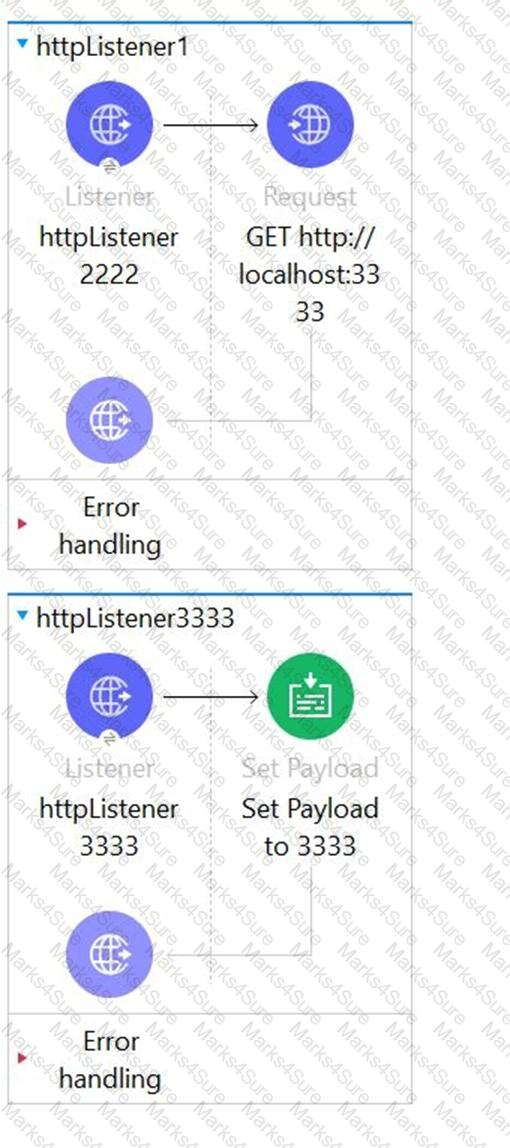 httpListener1
Listener
Request
httpListener
2222
GET http://
localhost:33
33
Error
handling
httpListener3333
Listener
Set Payload
httpListener
3333
Set Payload
to 3333
Error
handling
Marks4Sure